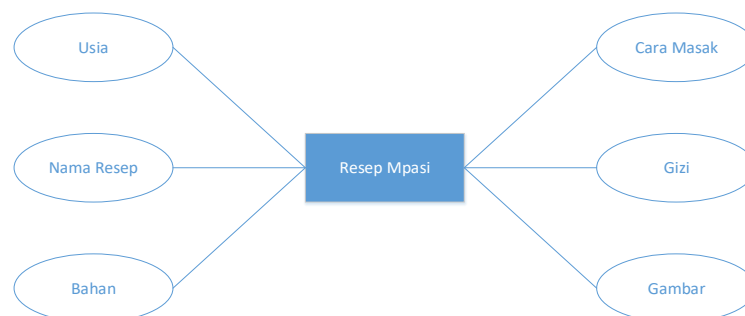 Usia
Cara Masak
Nama Resep
Resep Mpasi
Gizi
Bahan
Gambar